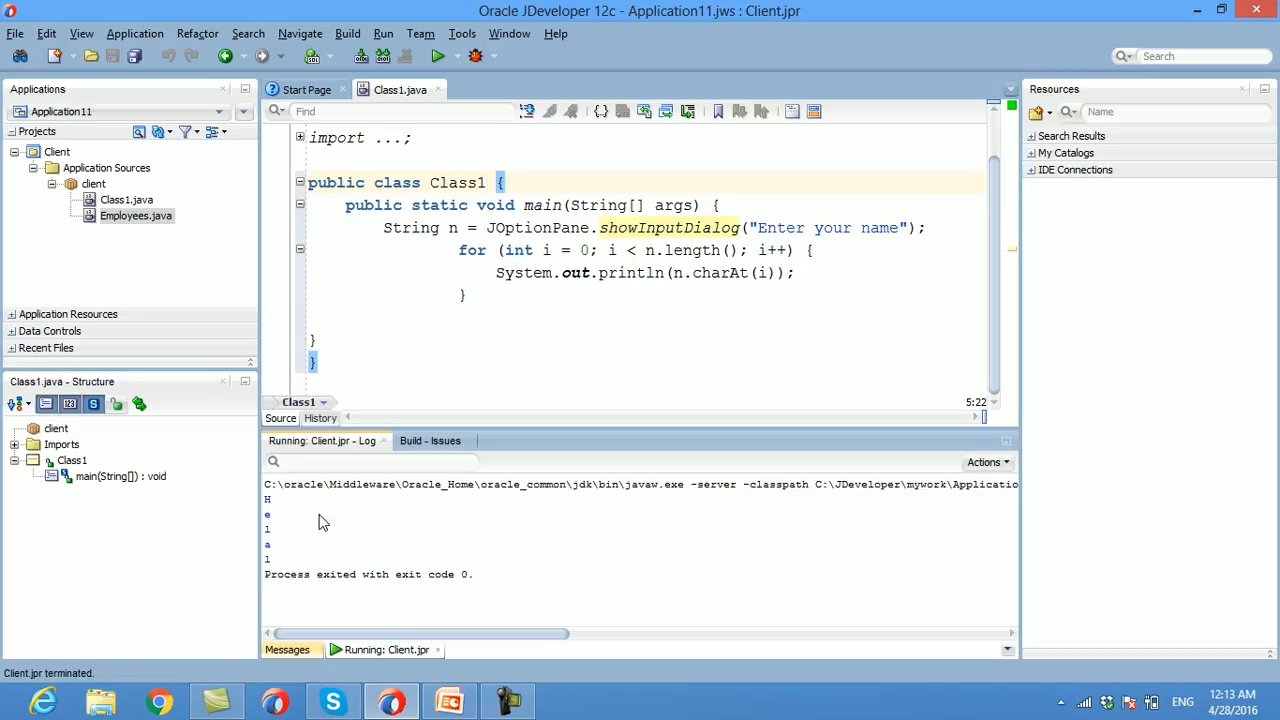 Oracle JDeveloper 12c - Application11.jws : Client.jpr
File Edit View Application Refactor Search Navigate Build Run Team Tools Window Help
Search
Applications
Application11
Projects
Client
Application Sources
client
Class1.java
Employees.java
Application Resources
Data Controls
Recent Files
Class1.java - Structure
client
Imports
Class1
main(String[]) : void
Start Page
Class1.java
Find
import ...;
public class Class1 {
public static void main(String[] args) {
String n = JOptionPane.showInputDialog("Enter your name");
for (int i = 0; i < n.length(); i++) {
System.out.println(n.charAt(i));
}
}
}
Class1
5:22
Source History
Running: Client.jpr - Log
Build - Issues
Actions
C:\oracle\Middleware\Oracle_Home\oracle_common\jdk\bin\javaw.exe -server -classpath C:\JDeveloper\mywork\Applicatio
H
e
l
a
l
Process exited with exit code 0.
Messages
Running: Client.jpr
Resources
Name
Search Results
My Catalogs
IDE Connections
Client.jpr terminated.
ENG
12:13 AM
4/28/2016